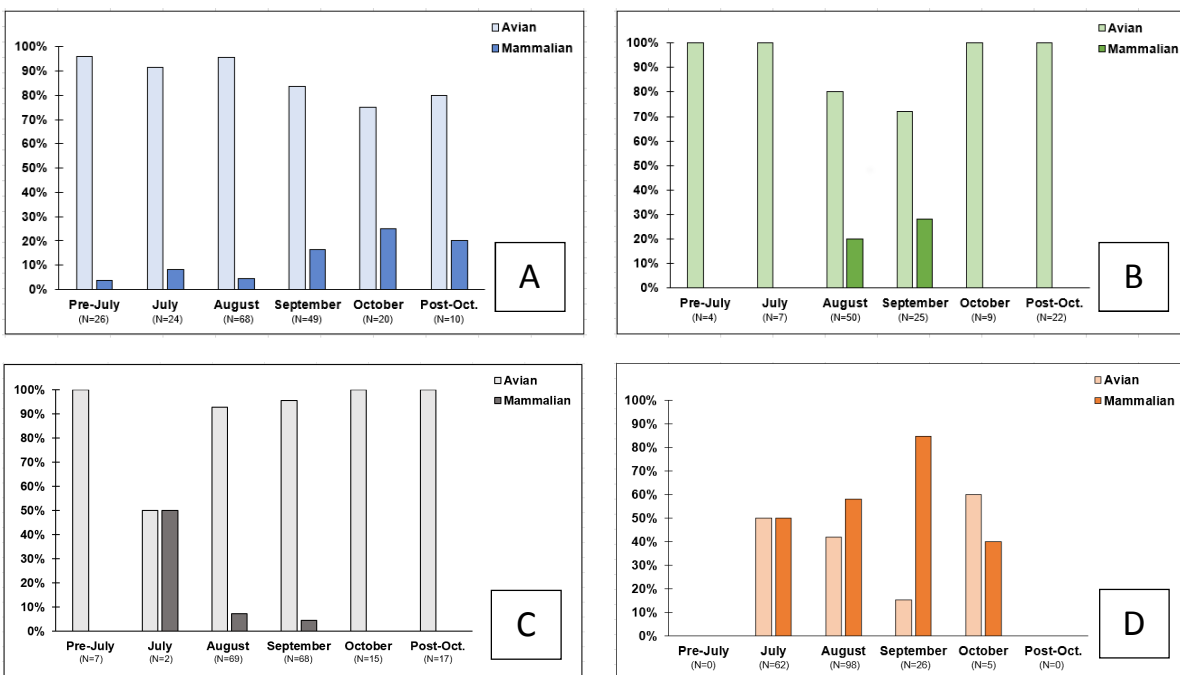 Avian
Mammalian
100%
90%
80%
70%
60%
50%
40%
30%
20%
10%
0%
Pre-July July August September October Post-Oct.
(N=26) (N=24) (N=68) (N=49) (N=20) (N=10)
A
Avian
Mammalian
100%
90%
80%
70%
60%
50%
40%
30%
20%
10%
0%
Pre-July July August September October Post-Oct.
(N=4) (N=7) (N=50) (N=25) (N=9) (N=22)
B
Avian
Mammalian
100%
90%
80%
70%
60%
50%
40%
30%
20%
10%
0%
Pre-July July August September October Post-Oct.
(N=7) (N=2) (N=69) (N=68) (N=15) (N=17)
C
Avian
Mammalian
100%
90%
80%
70%
60%
50%
40%
30%
20%
10%
0%
Pre-July July August September October Post-Oct.
(N=0) (N=62) (N=98) (N=26) (N=5) (N=0)
D